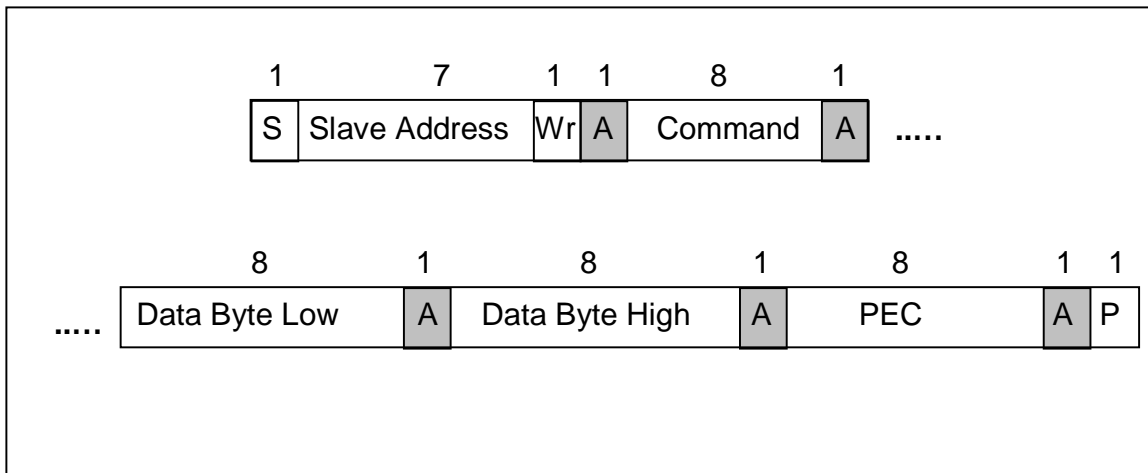 1 7 1 1 8 1
S Slave Address Wr A Command A ..…
8 1 8 1 8 1 1
..… Data Byte Low A Data Byte High A PEC A P